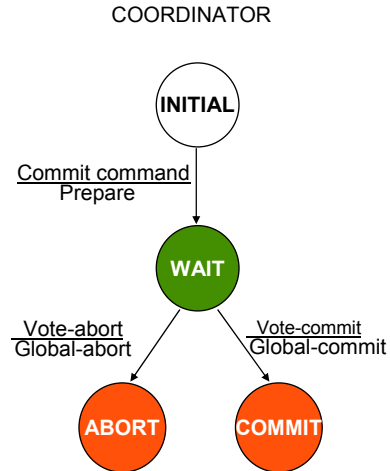 COORDINATOR
INITIAL
Commit command
Prepare
WAIT
Vote-abort
Global-abort
Vote-commit
Global-commit
ABORT
COMMIT